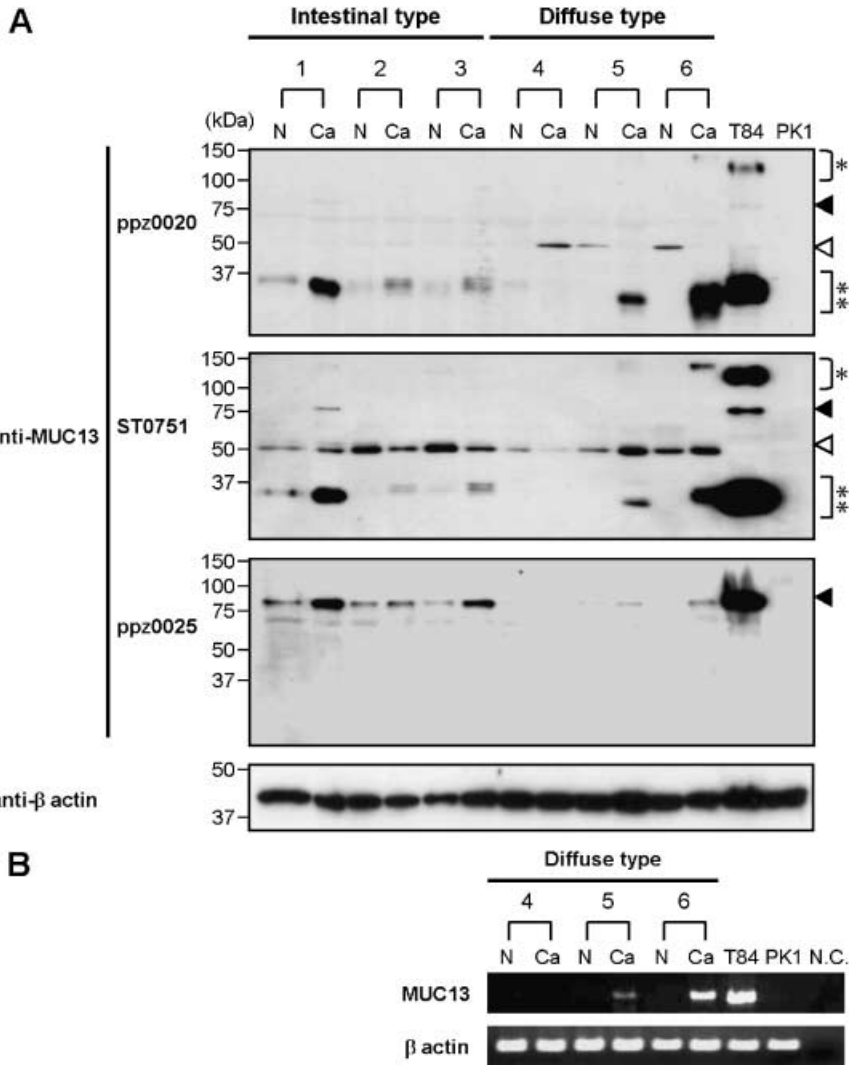 A
Intestinal type Diffuse type
1 2 3 4 5 6
(kDa) N Ca N Ca N Ca N Ca N Ca N Ca T84 PK1
150
100
75
50
37
ppz0020
*
*
*
anti-MUC13
150
100
75
50
37
ST0751
*
*
*
150
100
75
50
37
ppz0025
50
37
anti-β actin
B
Diffuse type
4 5 6
N Ca N Ca N Ca T84 PK1 N.C.
MUC13
β actin